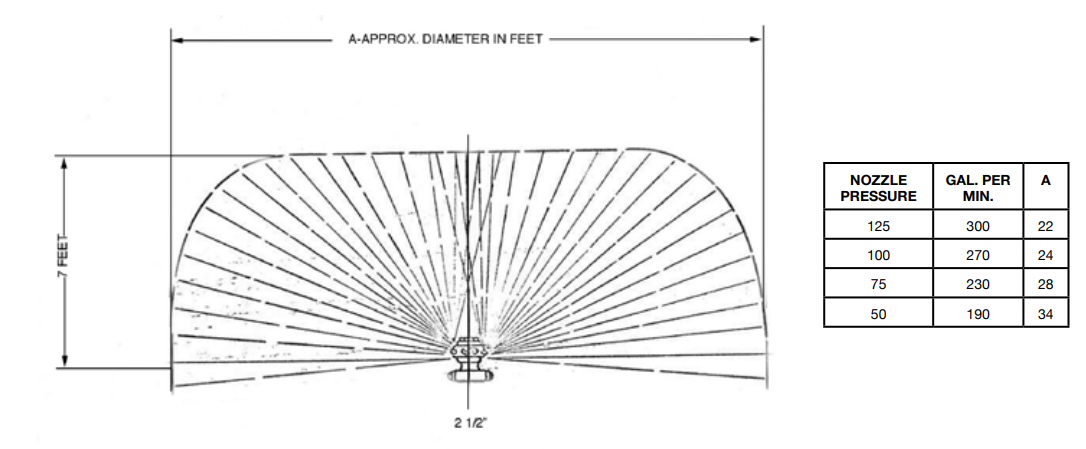 A-APPROX. DIAMETER IN FEET
7 FEET
2 1/2"
NOZZLE PRESSURE GAL. PER MIN. A
125 300 22
100 270 24
75 230 28
50 190 34